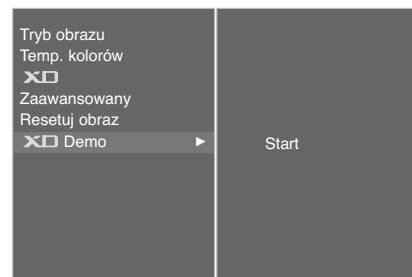 Tryb obrazu
Temp. kolorów
XD
Zaawansowany
Resetuj obraz
XD Demo ►
Start